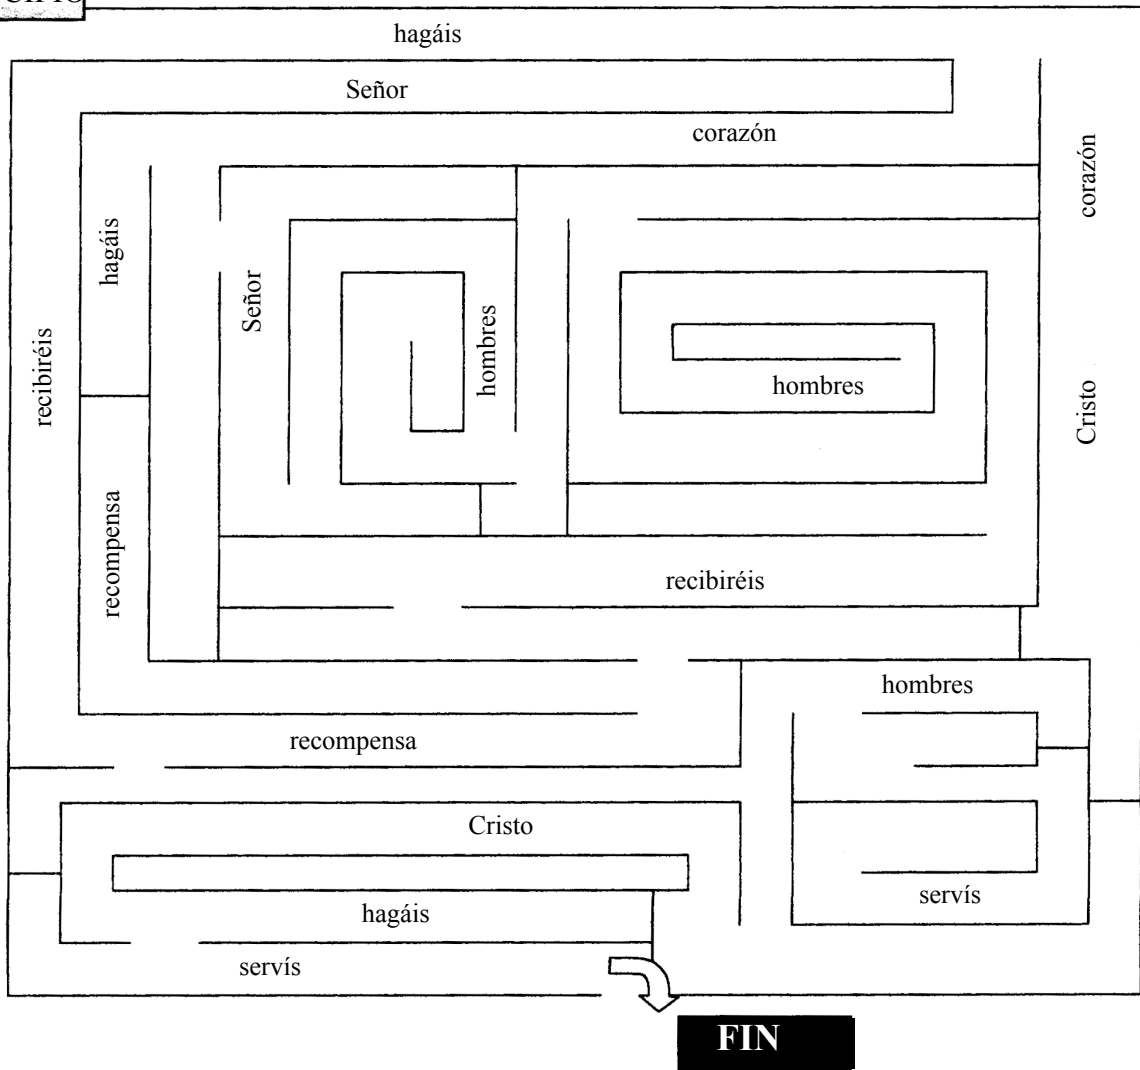 hagáis
Señor
corazón
corazón
hagáis
Señor
hombres
recibiréis
hombres
Cristo
recompensa
recibiréis
hombres
recompensa
Cristo
servís
hagáis
servís
FIN